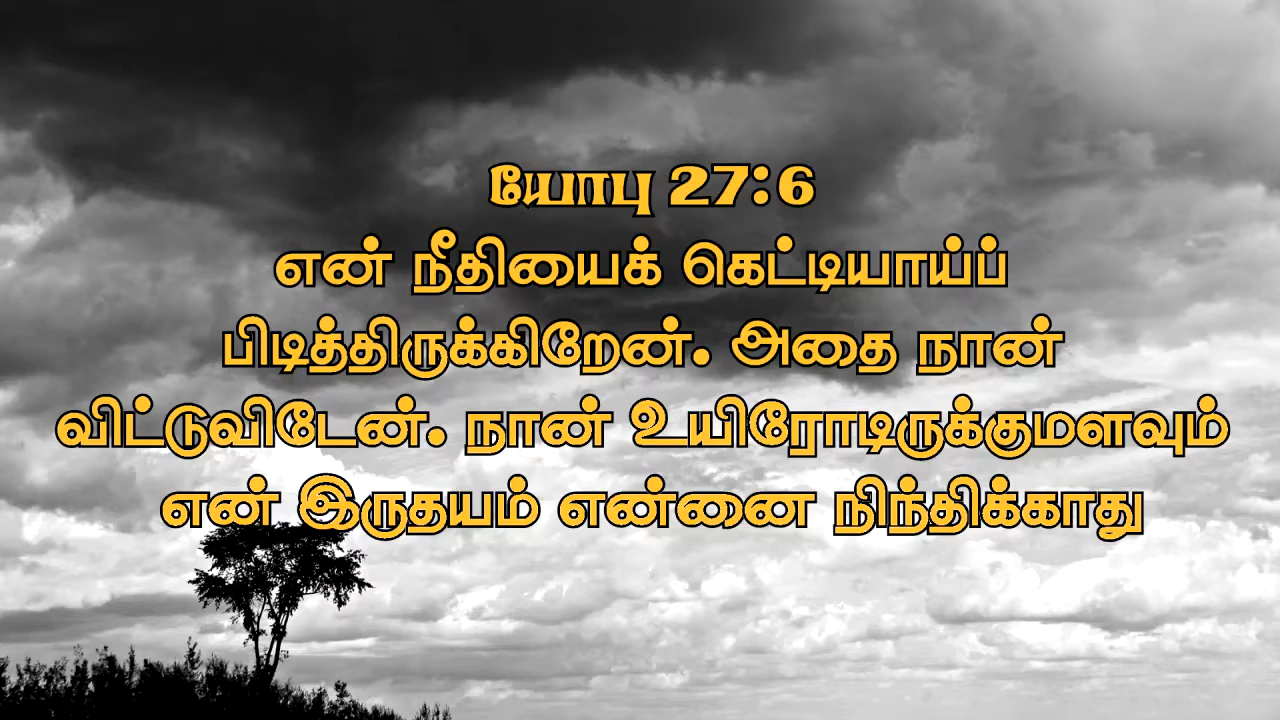 யோபு 27:6
என் நீதியைக் கெட்டியாய்ப்
பிடித்திருக்கிறேன். அதை நான்
விட்டுவிடேன். நான் உயிரோடிருக்குமளவும்
என் இருதயம் என்னை நிந்திக்காது